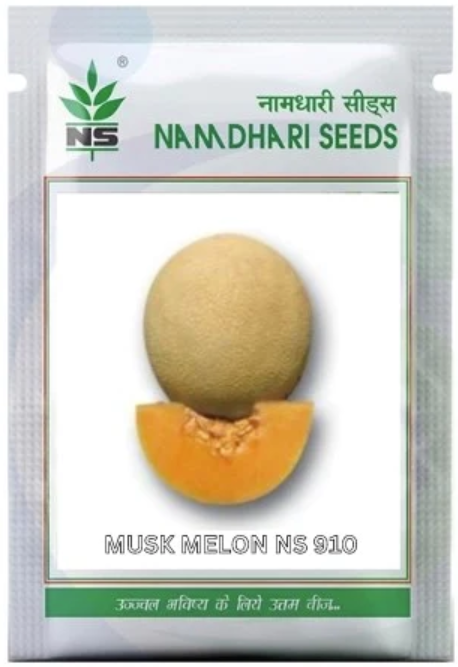 ®
NS
नामधारी सीड्स
NAMDHARI SEEDS
MUSK MELON NS 910
उज्ज्वल भविष्य के लिये उत्तम बीज...